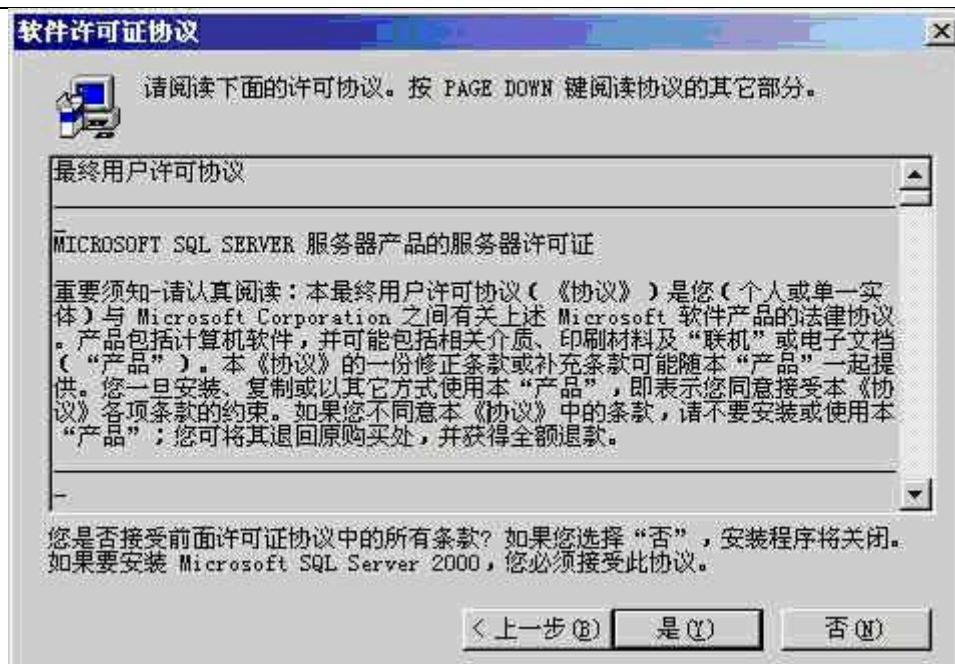 软件许可证协议
请阅读下面的许可协议。按 PAGE DOWN 键阅读协议的其它部分。
最终用户许可协议
MICROSOFT SQL SERVER 服务器产品的服务器许可证
重要须知-请认真阅读：本最终用户许可协议（《协议》）是您（个人或单一实
体）与 Microsoft Corporation 之间有关上述 Microsoft 软件产品的法律协议
。产品包括计算机软件，并可能包括相关介质、印刷材料及“联机”或电子文档
（“产品”）。本《协议》的一份修正条款或补充条款可能随本“产品”一起提
供。您一旦安装、复制或以其它方式使用本“产品”，即表示您同意接受本《协
议》各项条款的约束。如果您不同意本《协议》中的条款，请不要安装或使用本
“产品”；您可将其退回原购买处，并获得全额退款。
您是否接受前面许可证协议中的所有条款？如果您选择“否”，安装程序将关闭。
如果要安装 Microsoft SQL Server 2000，您必须接受此协议。
< 上一步(B) 是(Y) 否(N)